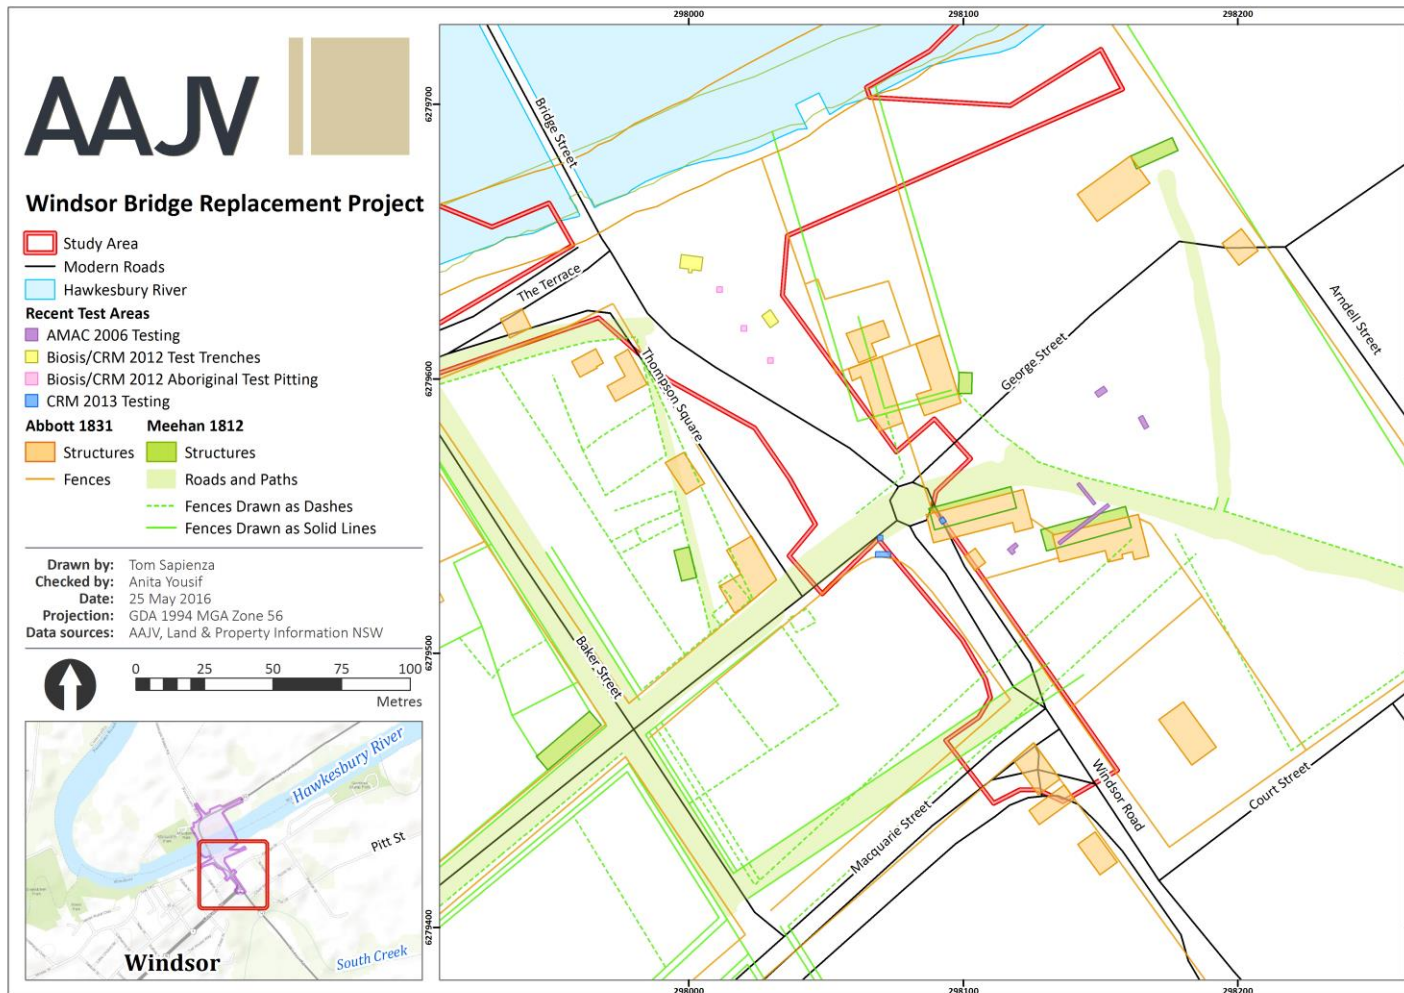 AAJV
Windsor Bridge Replacement Project
Study Area
Modern Roads
Hawkesbury River
Recent Test Areas
AMAC 2006 Testing
Biosis/CRM 2012 Test Trenches
Biosis/CRM 2012 Aboriginal Test Pitting
CRM 2013 Testing
Abbott 1831
Structures
Fences
Meehan 1812
Structures
Roads and Paths
Fences Drawn as Dashes
Fences Drawn as Solid Lines
Drawn by: Tom Sapienza
Checked by: Anita Yousif
Date: 25 May 2016
Projection: GDA 1994 MGA Zone 56
Data sources: AAJV, Land & Property Information NSW
0 25 50 75 100
Metres
Hawkesbury River
Pitt St
Windsor
South Creek
298000
298100
298200
6279700
6279600
6279500
6279400
Bridge Street
The Terrace
Thompson Square
George Street
Arndell Street
Baker Street
Macquarie Street
Windsor Road
Court Street
298000
298100
298200